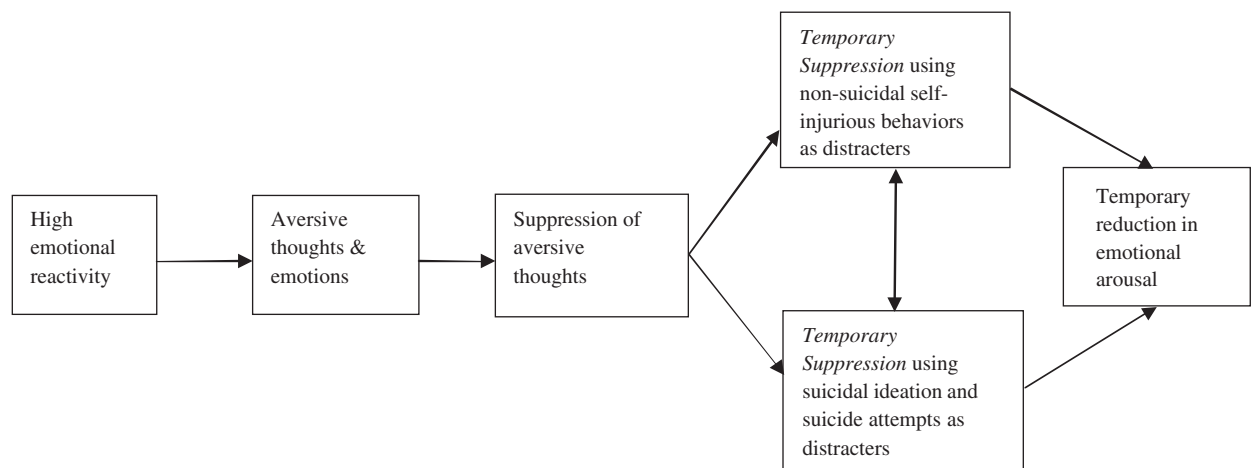 High
emotional
reactivity
Aversive
thoughts &
emotions
Suppression of
aversive
thoughts
Temporary
Suppression using
non-suicidal self-
injurious behaviors
as distracters
Temporary
Suppression using
suicidal ideation and
suicide attempts as
distracters
Temporary
reduction in
emotional
arousal